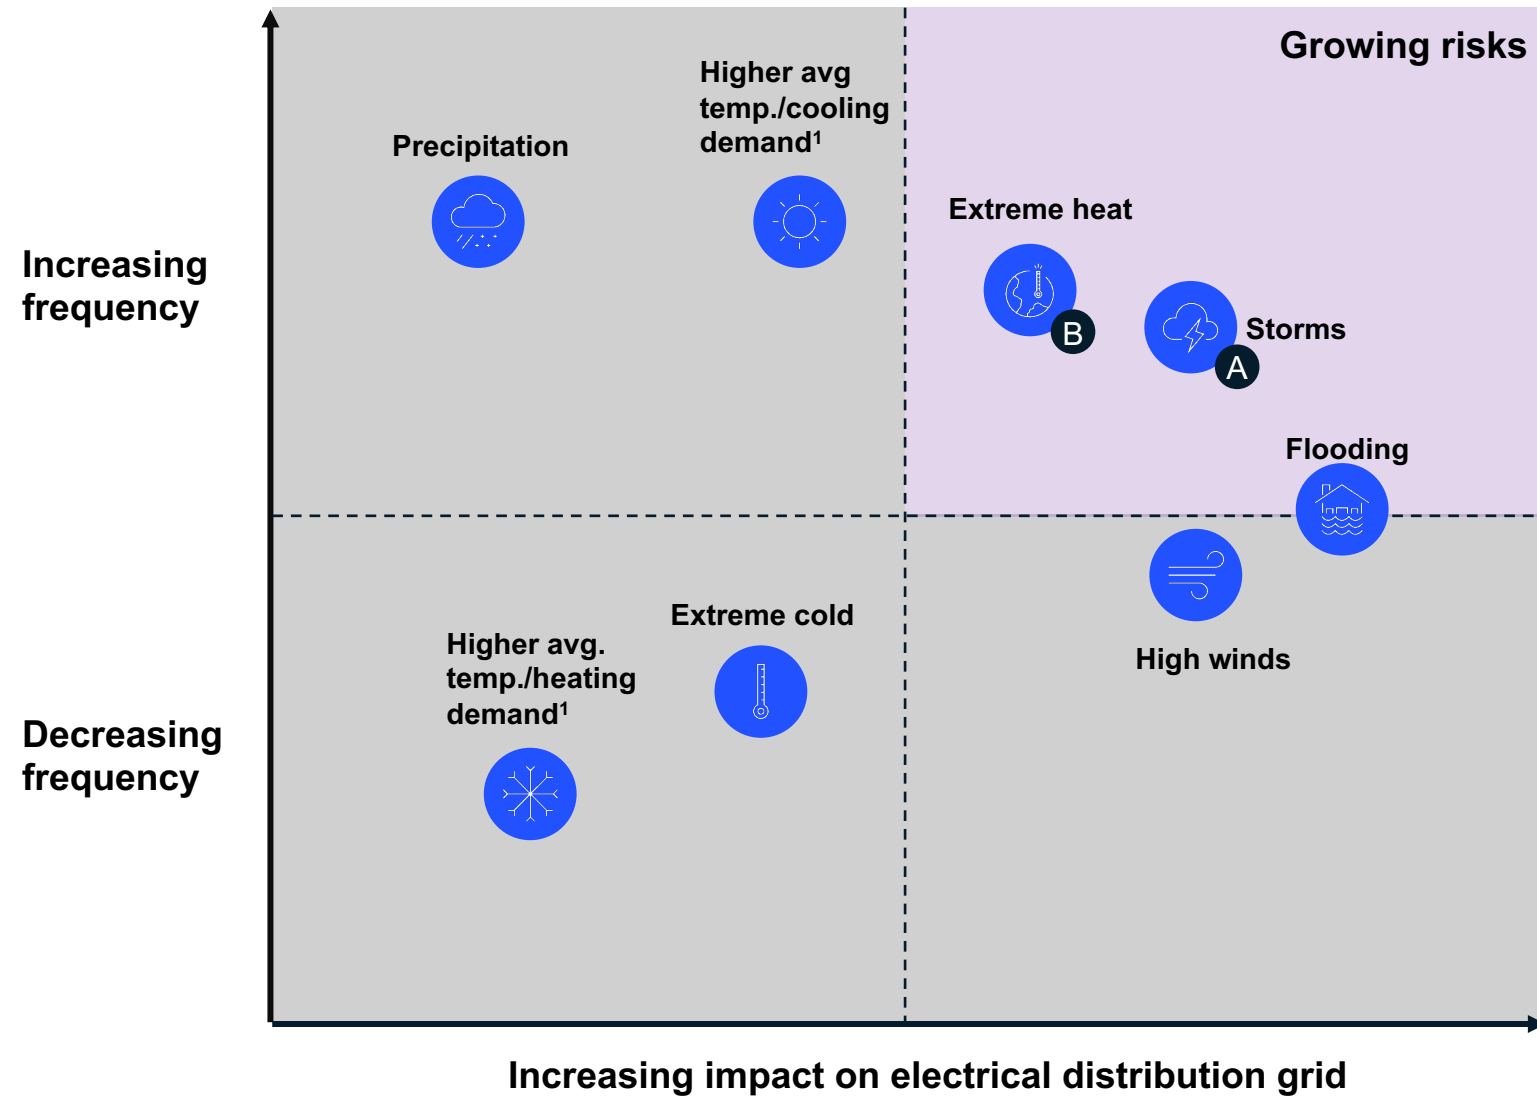 Growing risks
Higher avg
temp./cooling
demand¹
Precipitation
Extreme heat
Increasing
frequency
B
Storms
A
Flooding
Extreme cold
Higher avg.
temp./heating
demand¹
High winds
Decreasing
frequency
Increasing impact on electrical distribution grid